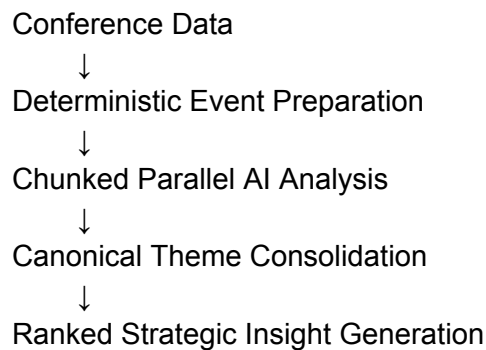 Conference Data
↓
Deterministic Event Preparation
↓
Chunked Parallel AI Analysis
↓
Canonical Theme Consolidation
↓
Ranked Strategic Insight Generation